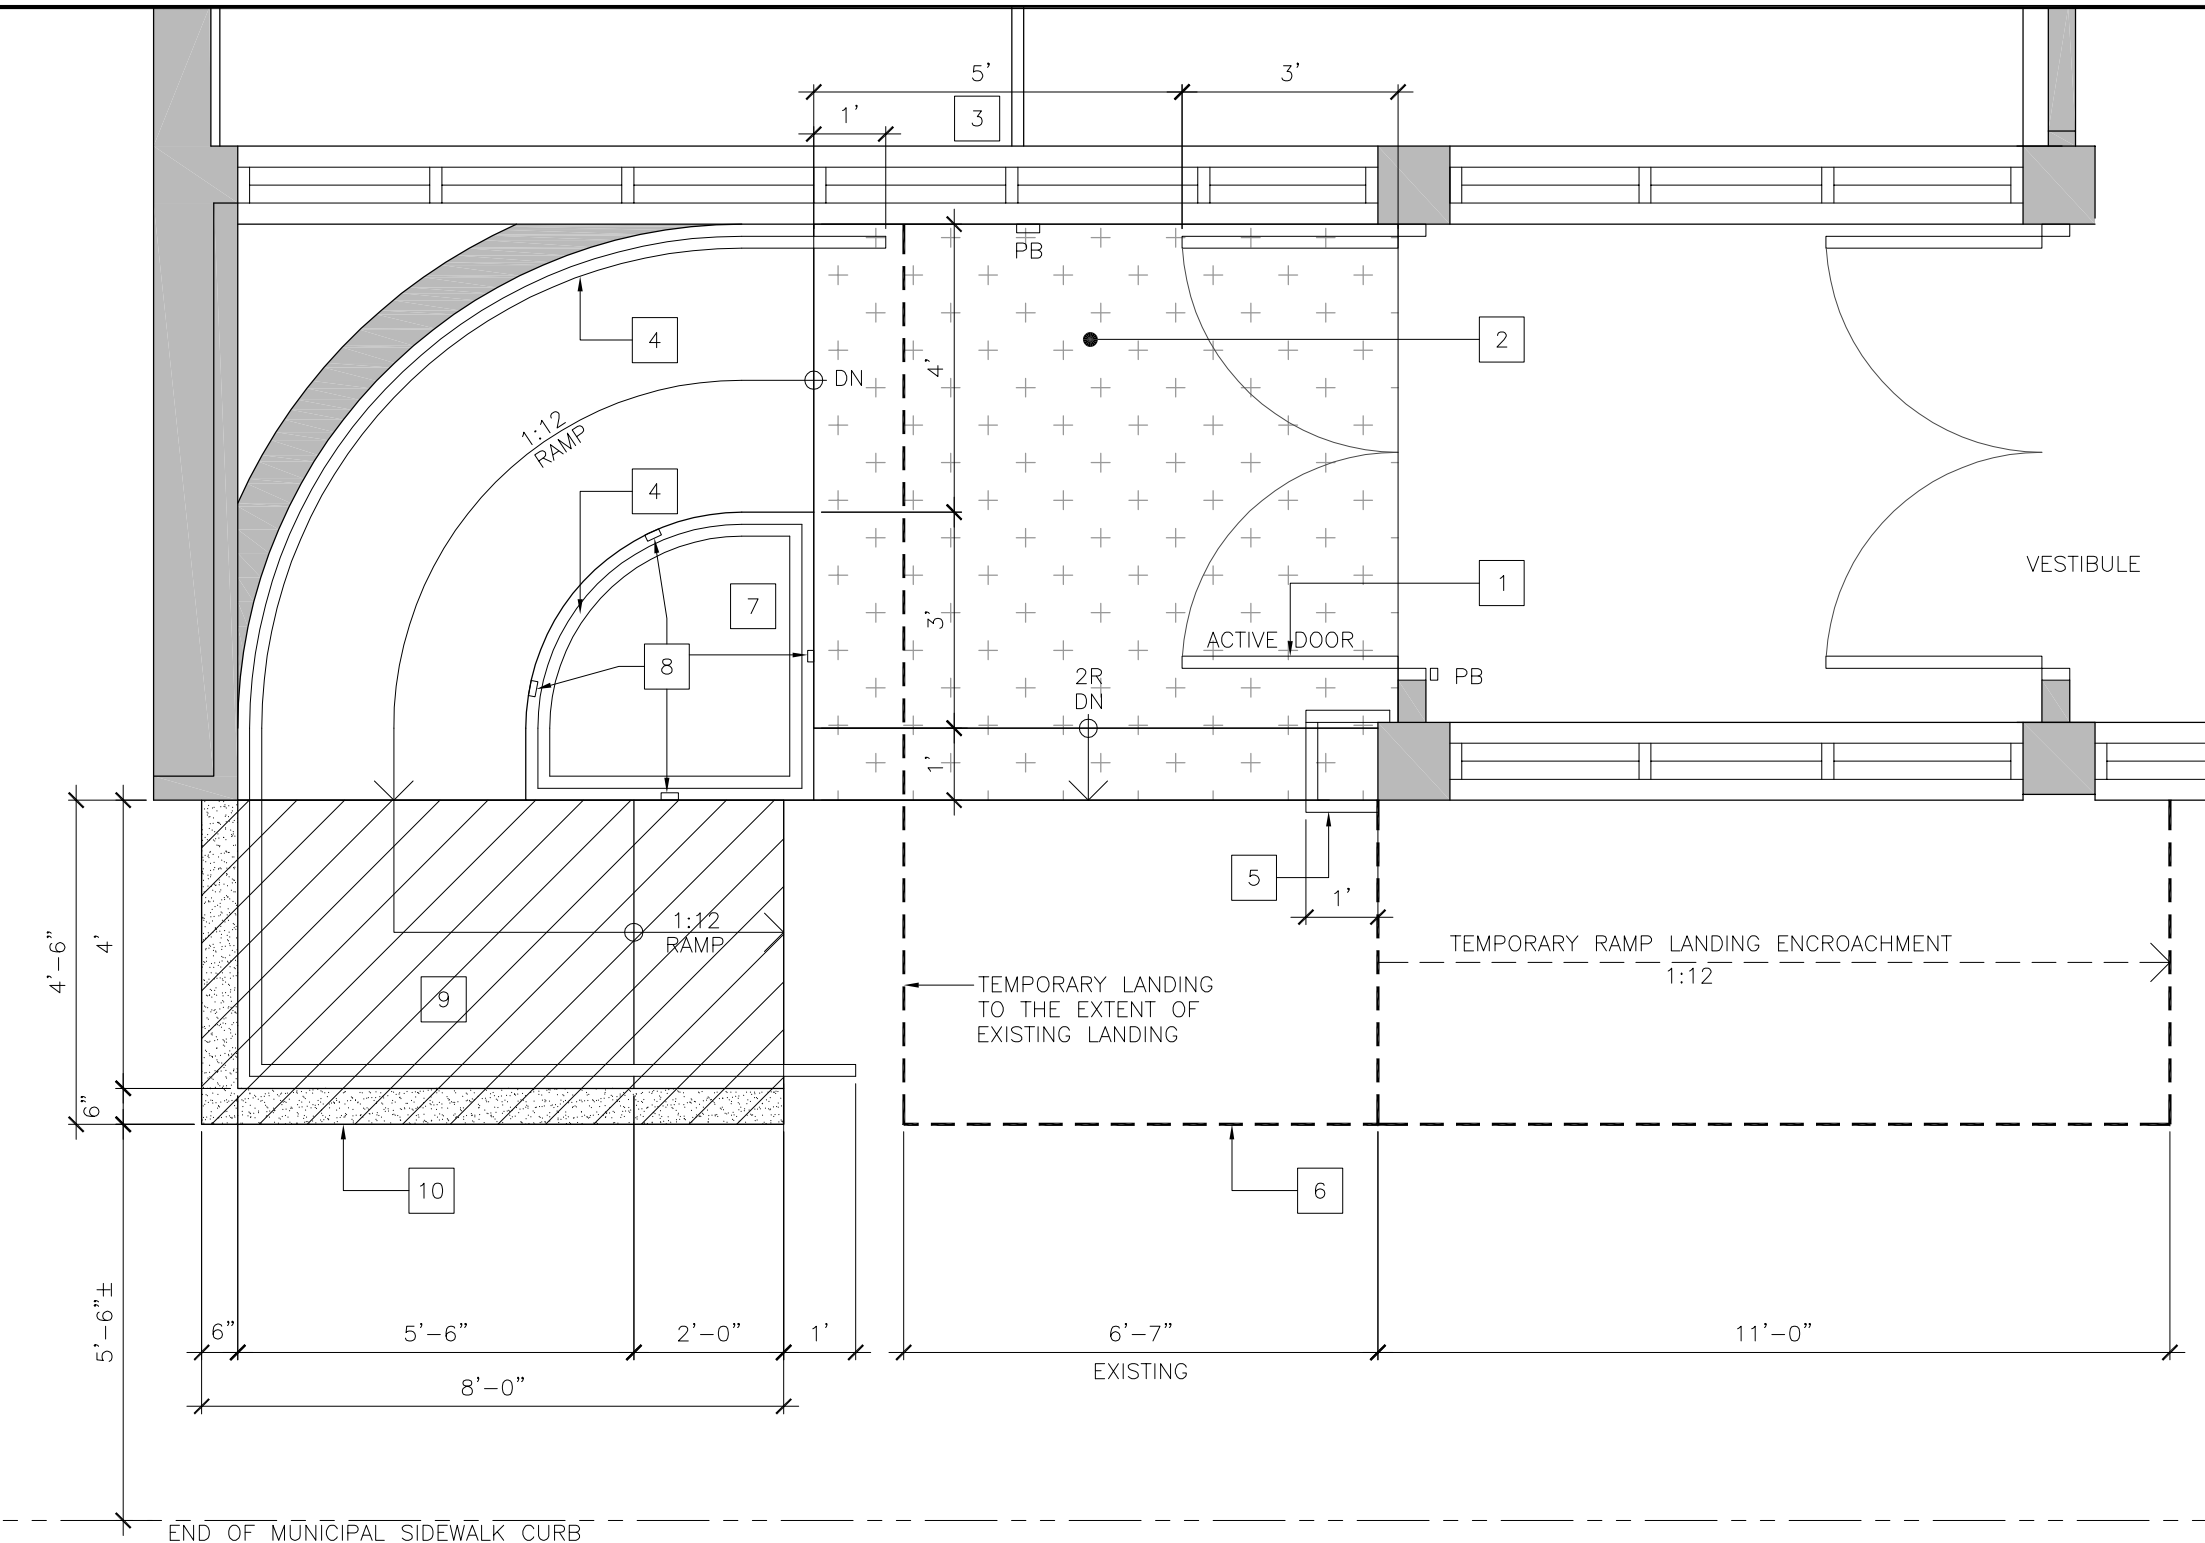 5'
3'
1'
3
PB
4
2
DN
4'
1:12
RAMP
4
1
VESTIBULE
7
3'
ACTIVE DOOR
8
2R
DN
PB
1'
5
1'
4'-6"
4'
1:12
RAMP
TEMPORARY RAMP LANDING ENCROACHMENT
1:12
9
TEMPORARY LANDING
TO THE EXTENT OF
EXISTING LANDING
6"
10
6
5'-6"±
6"
5'-6"
2'-0"
1'
6'-7"
EXISTING
11'-0"
8'-0"
END OF MUNICIPAL SIDEWALK CURB